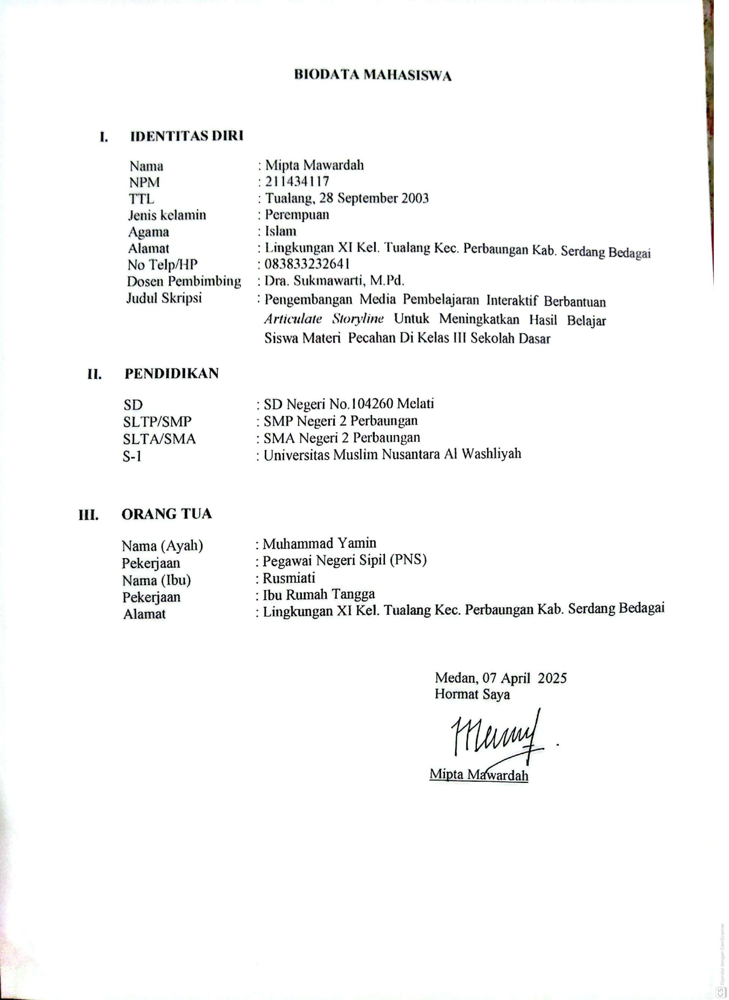 BIODATA MAHASISWA
I. IDENTITAS DIRI
Nama : Mipta Mawardah
NPM : 211434117
TTL : Tualang, 28 September 2003
Jenis kelamin : Perempuan
Agama : Islam
Alamat : Lingkungan XI Kel. Tualang Kec. Perbaungan Kab. Serdang Bedagai
No Telp/HP : 083833232641
Dosen Pembimbing : Dra. Sukmawarti, M.Pd.
Judul Skripsi : Pengembangan Media Pembelajaran Interaktif Berbantuan
Articulate Storyline Untuk Meningkatkan Hasil Belajar
Siswa Materi Pecahan Di Kelas III Sekolah Dasar
II. PENDIDIKAN
SD : SD Negeri No.104260 Melati
SLTP/SMP : SMP Negeri 2 Perbaungan
SLTA/SMA : SMA Negeri 2 Perbaungan
S-1 : Universitas Muslim Nusantara Al Washliyah
III. ORANG TUA
Nama (Ayah) : Muhammad Yamin
Pekerjaan : Pegawai Negeri Sipil (PNS)
Nama (Ibu) : Rusmiati
Pekerjaan : Ibu Rumah Tangga
Alamat : Lingkungan XI Kel. Tualang Kec. Perbaungan Kab. Serdang Bedagai
Medan, 07 April 2025
Hormat Saya
Mipta Mawardah
CS Dipindai dengan CamScanner